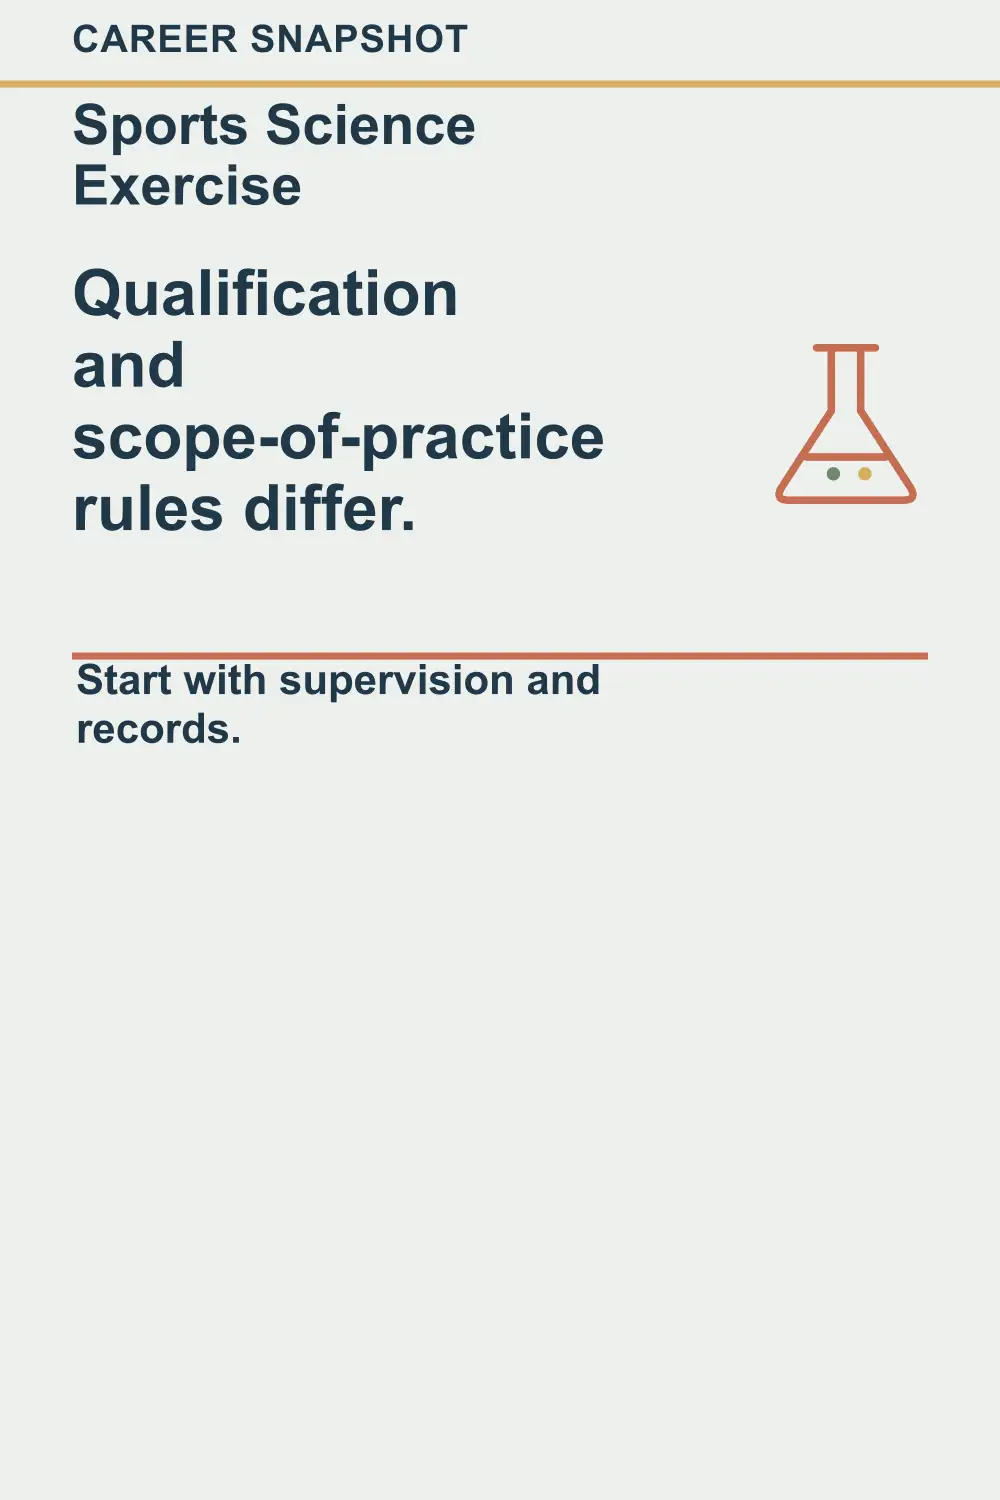 CAREER SNAPSHOT
Sports Science
Exercise
Qualification
and
scope-of-practice
rules differ.
Start with supervision and
records.